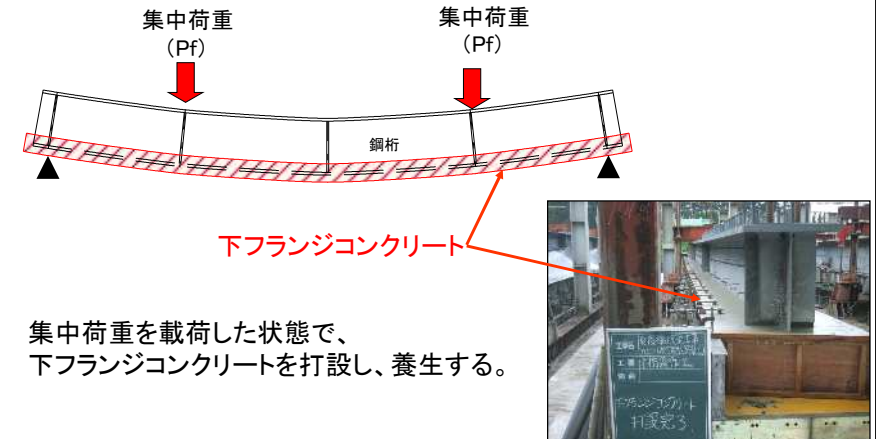 集中荷重
（Pf）
集中荷重
（Pf）
鋼桁
下フランジコンクリート
集中荷重を載荷した状態で、
下フランジコンクリートを打設し、養生する。
工事名
工種
下フランジコンクリート
打設完了